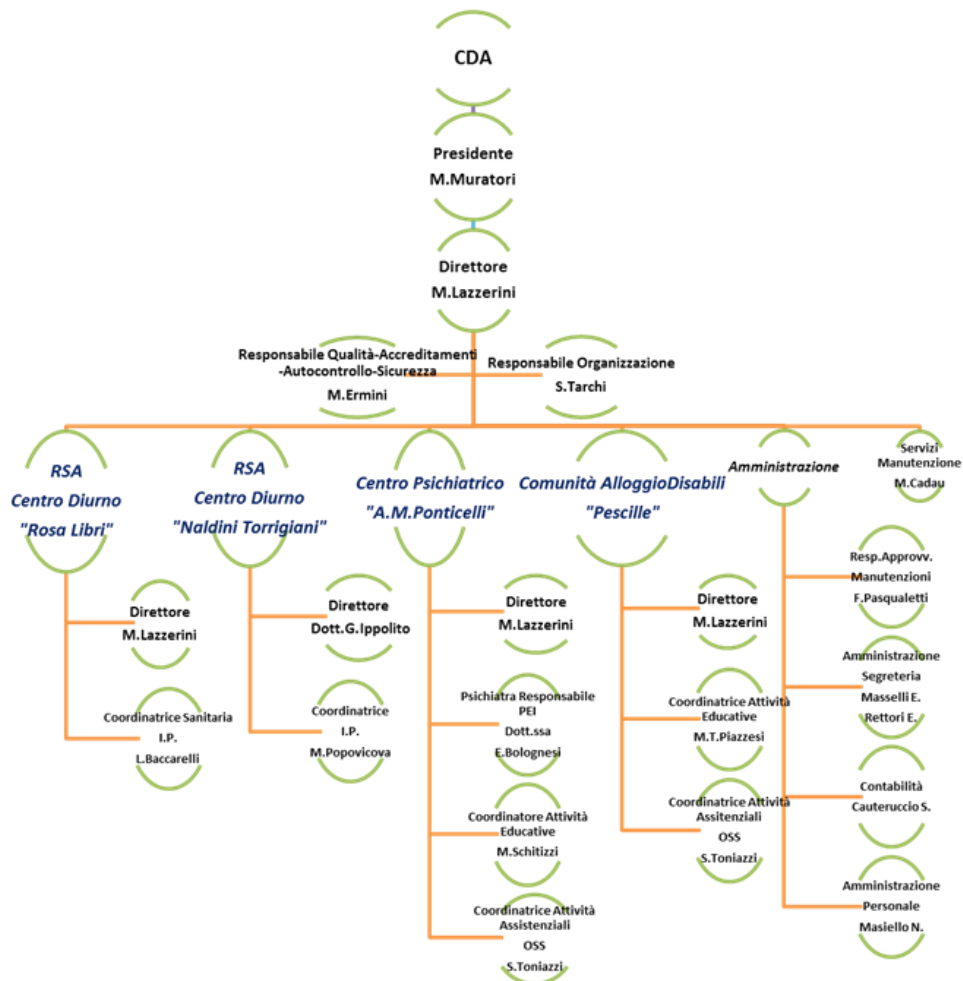 CDA
Presidente
M.Muratori
Direttore
M.Lazzerini
Responsabile Qualità-Accreditamenti
-Autocontrollo-Sicurezza
M.Ermini
Responsabile Organizzazione
S.Tarchi
RSA
Centro Diurno
"Rosa Libri"
RSA
Centro Diurno
"Naldini Torrigiani"
Centro Psichiatrico
"A.M.Ponticelli"
Comunità AlloggioDisabili
"Pescille"
Amministrazione
Servizi
Manutenzione
M.Cadau
Direttore
M.Lazzerini
Coordinatrice Sanitaria
I.P.
L.Baccarelli
Direttore
Dott.G.Ippolito
Coordinatrice
I.P.
M.Popovicova
Direttore
M.Lazzerini
Psichiatra Responsabile
PEI
Dott.ssa
E.Bolognesi
Coordinatore Attività
Educative
M.Schitizzi
Coordinatrice Attività
Assistenziali
OSS
S.Toniazzi
Direttore
M.Lazzerini
Coordinatrice Attività
Educative
M.T.Piazzesi
Coordinatrice Attività
Assitenziali
OSS
S.Toniazzi
Resp.Approvv.
Manutenzioni
F.Pasqualetti
Amministrazione
Segreteria
Masselli E.
Rettori E.
Contabilità
Cauteruccio S.
Amministrazione
Personale
Masiello N.